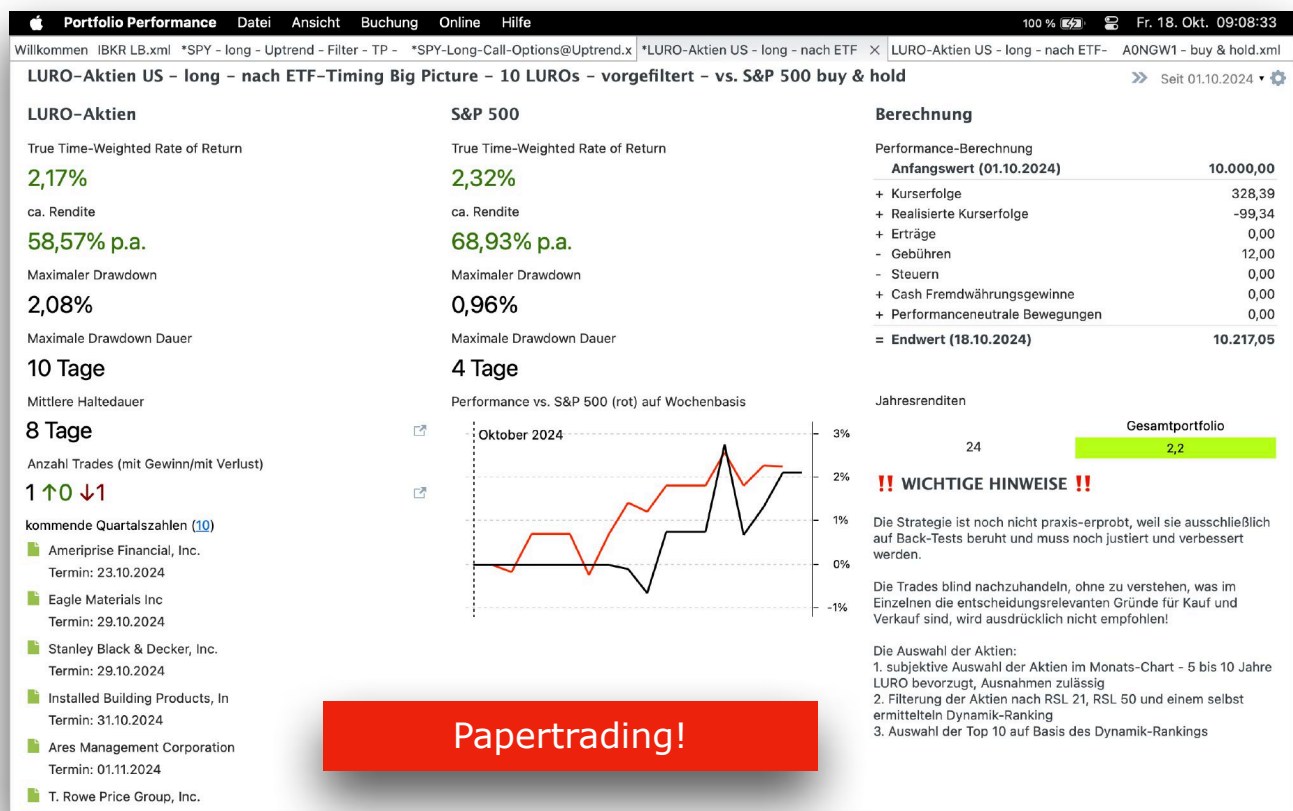 Portfolio Performance Datei Ansicht Buchung Online Hilfe 100 % Fr. 18. Okt. 09:08:33
Willkommen IBKR LB.xml *SPY - long - Uptrend - Filter - TP - *SPY-Long-Call-Options@Uptrend.x *LURO-Aktien US - long - nach ETF × LURO-Aktien US - long - nach ETF- A0NGW1 - buy & hold.xml
LURO-Aktien US - long - nach ETF-Timing Big Picture - 10 LUROs - vorgefiltert - vs. S&P 500 buy & hold
Seit 01.10.2024
LURO-Aktien
True Time-Weighted Rate of Return
2,17%
ca. Rendite
58,57% p.a.
Maximaler Drawdown
2,08%
Maximale Drawdown Dauer
10 Tage
Mittlere Haltedauer
8 Tage
Anzahl Trades (mit Gewinn/mit Verlust)
1 ↑0 ↓1
kommende Quartalszahlen (10)
Ameriprise Financial, Inc.
Termin: 23.10.2024
Eagle Materials Inc
Termin: 29.10.2024
Stanley Black & Decker, Inc.
Termin: 29.10.2024
Installed Building Products, In
Termin: 31.10.2024
Ares Management Corporation
Termin: 01.11.2024
T. Rowe Price Group, Inc.
S&P 500
True Time-Weighted Rate of Return
2,32%
ca. Rendite
68,93% p.a.
Maximaler Drawdown
0,96%
Maximale Drawdown Dauer
4 Tage
Performance vs. S&P 500 (rot) auf Wochenbasis
Oktober 2024
3%
2%
1%
0%
-1%
Papertrading!
Berechnung
Performance-Berechnung
Anfangswert (01.10.2024) 10.000,00
+ Kurserfolge 328,39
+ Realisierte Kurserfolge -99,34
+ Erträge 0,00
- Gebühren 12,00
- Steuern 0,00
+ Cash Fremdwährungsgewinne 0,00
+ Performanceneutrale Bewegungen 0,00
= Endwert (18.10.2024) 10.217,05
Jahresrenditen
Gesamtportfolio
24 2,2
‼ WICHTIGE HINWEISE ‼
Die Strategie ist noch nicht praxis-erprobt, weil sie ausschließlich
auf Back-Tests beruht und muss noch justiert und verbessert
werden.
Die Trades blind nachzuhandeln, ohne zu verstehen, was im
Einzelnen die entscheidungsrelevanten Gründe für Kauf und
Verkauf sind, wird ausdrücklich nicht empfohlen!
Die Auswahl der Aktien:
1. subjektive Auswahl der Aktien im Monats-Chart - 5 bis 10 Jahre
LURO bevorzugt, Ausnahmen zulässig
2. Filterung der Aktien nach RSL 21, RSL 50 und einem selbst
ermittelteln Dynamik-Ranking
3. Auswahl der Top 10 auf Basis des Dynamik-Rankings